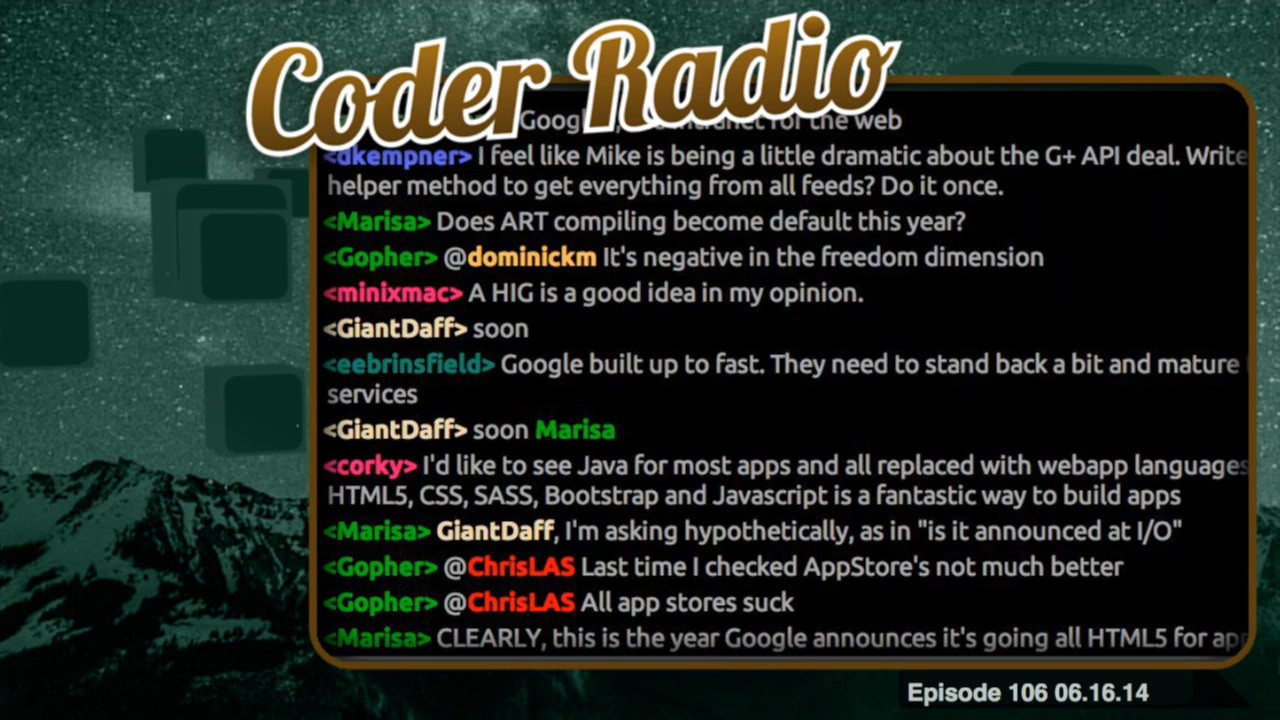 Coder Radio
for the web
<dkempner> I feel like Mike is being a little dramatic about the G+ API deal. Write
helper method to get everything from all feeds? Do it once.
<Marisa> Does ART compiling become default this year?
<Gopher> @dominickm It's negative in the freedom dimension
<minixmac> A HIG is a good idea in my opinion.
<GiantDaff> soon
<eebrinsfield> Google built up to fast. They need to stand back a bit and mature
services
<GiantDaff> soon Marisa
<corky> I'd like to see Java for most apps and all replaced with webapp languages
HTML5, CSS, SASS, Bootstrap and Javascript is a fantastic way to build apps
<Marisa> GiantDaff, I'm asking hypothetically, as in "is it announced at I/O"
<Gopher> @ChrisLAS Last time I checked AppStore's not much better
<Gopher> @ChrisLAS All app stores suck
<Marisa> CLEARLY, this is the year Google announces it's going all HTML5 for
Episode 106 06.16.14